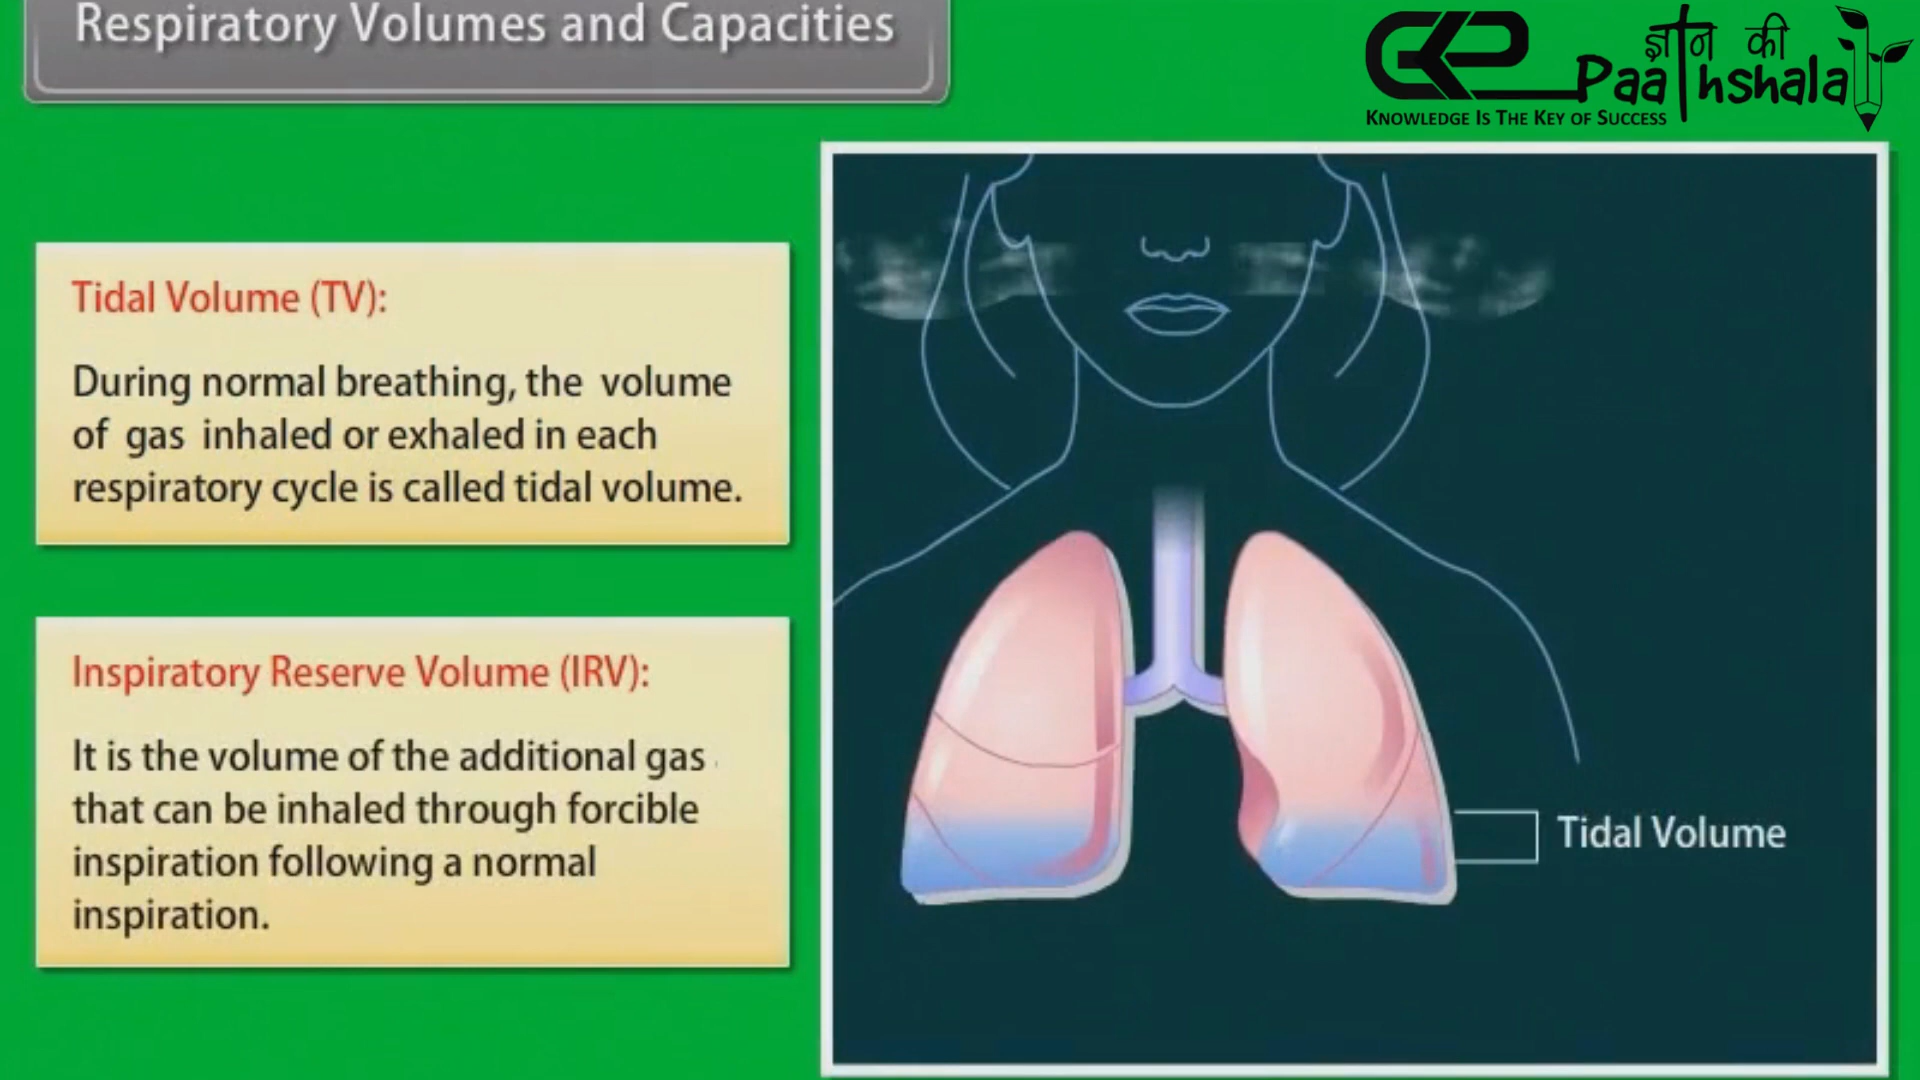 Respiratory Volumes and Capacities
GKP
ज्ञान की
Paathshala
KNOWLEDGE IS THE KEY OF SUCCESS
Tidal Volume (TV):
During normal breathing, the volume
of gas inhaled or exhaled in each
respiratory cycle is called tidal volume.
Inspiratory Reserve Volume (IRV):
It is the volume of the additional gas
that can be inhaled through forcible
inspiration following a normal
inspiration.
Tidal Volume